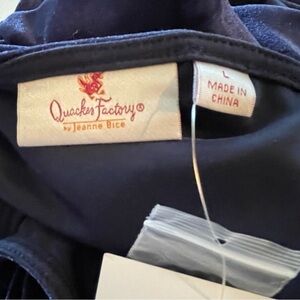 Quacker Factory®
by Jeanne Bice
L
MADE IN
CHINA